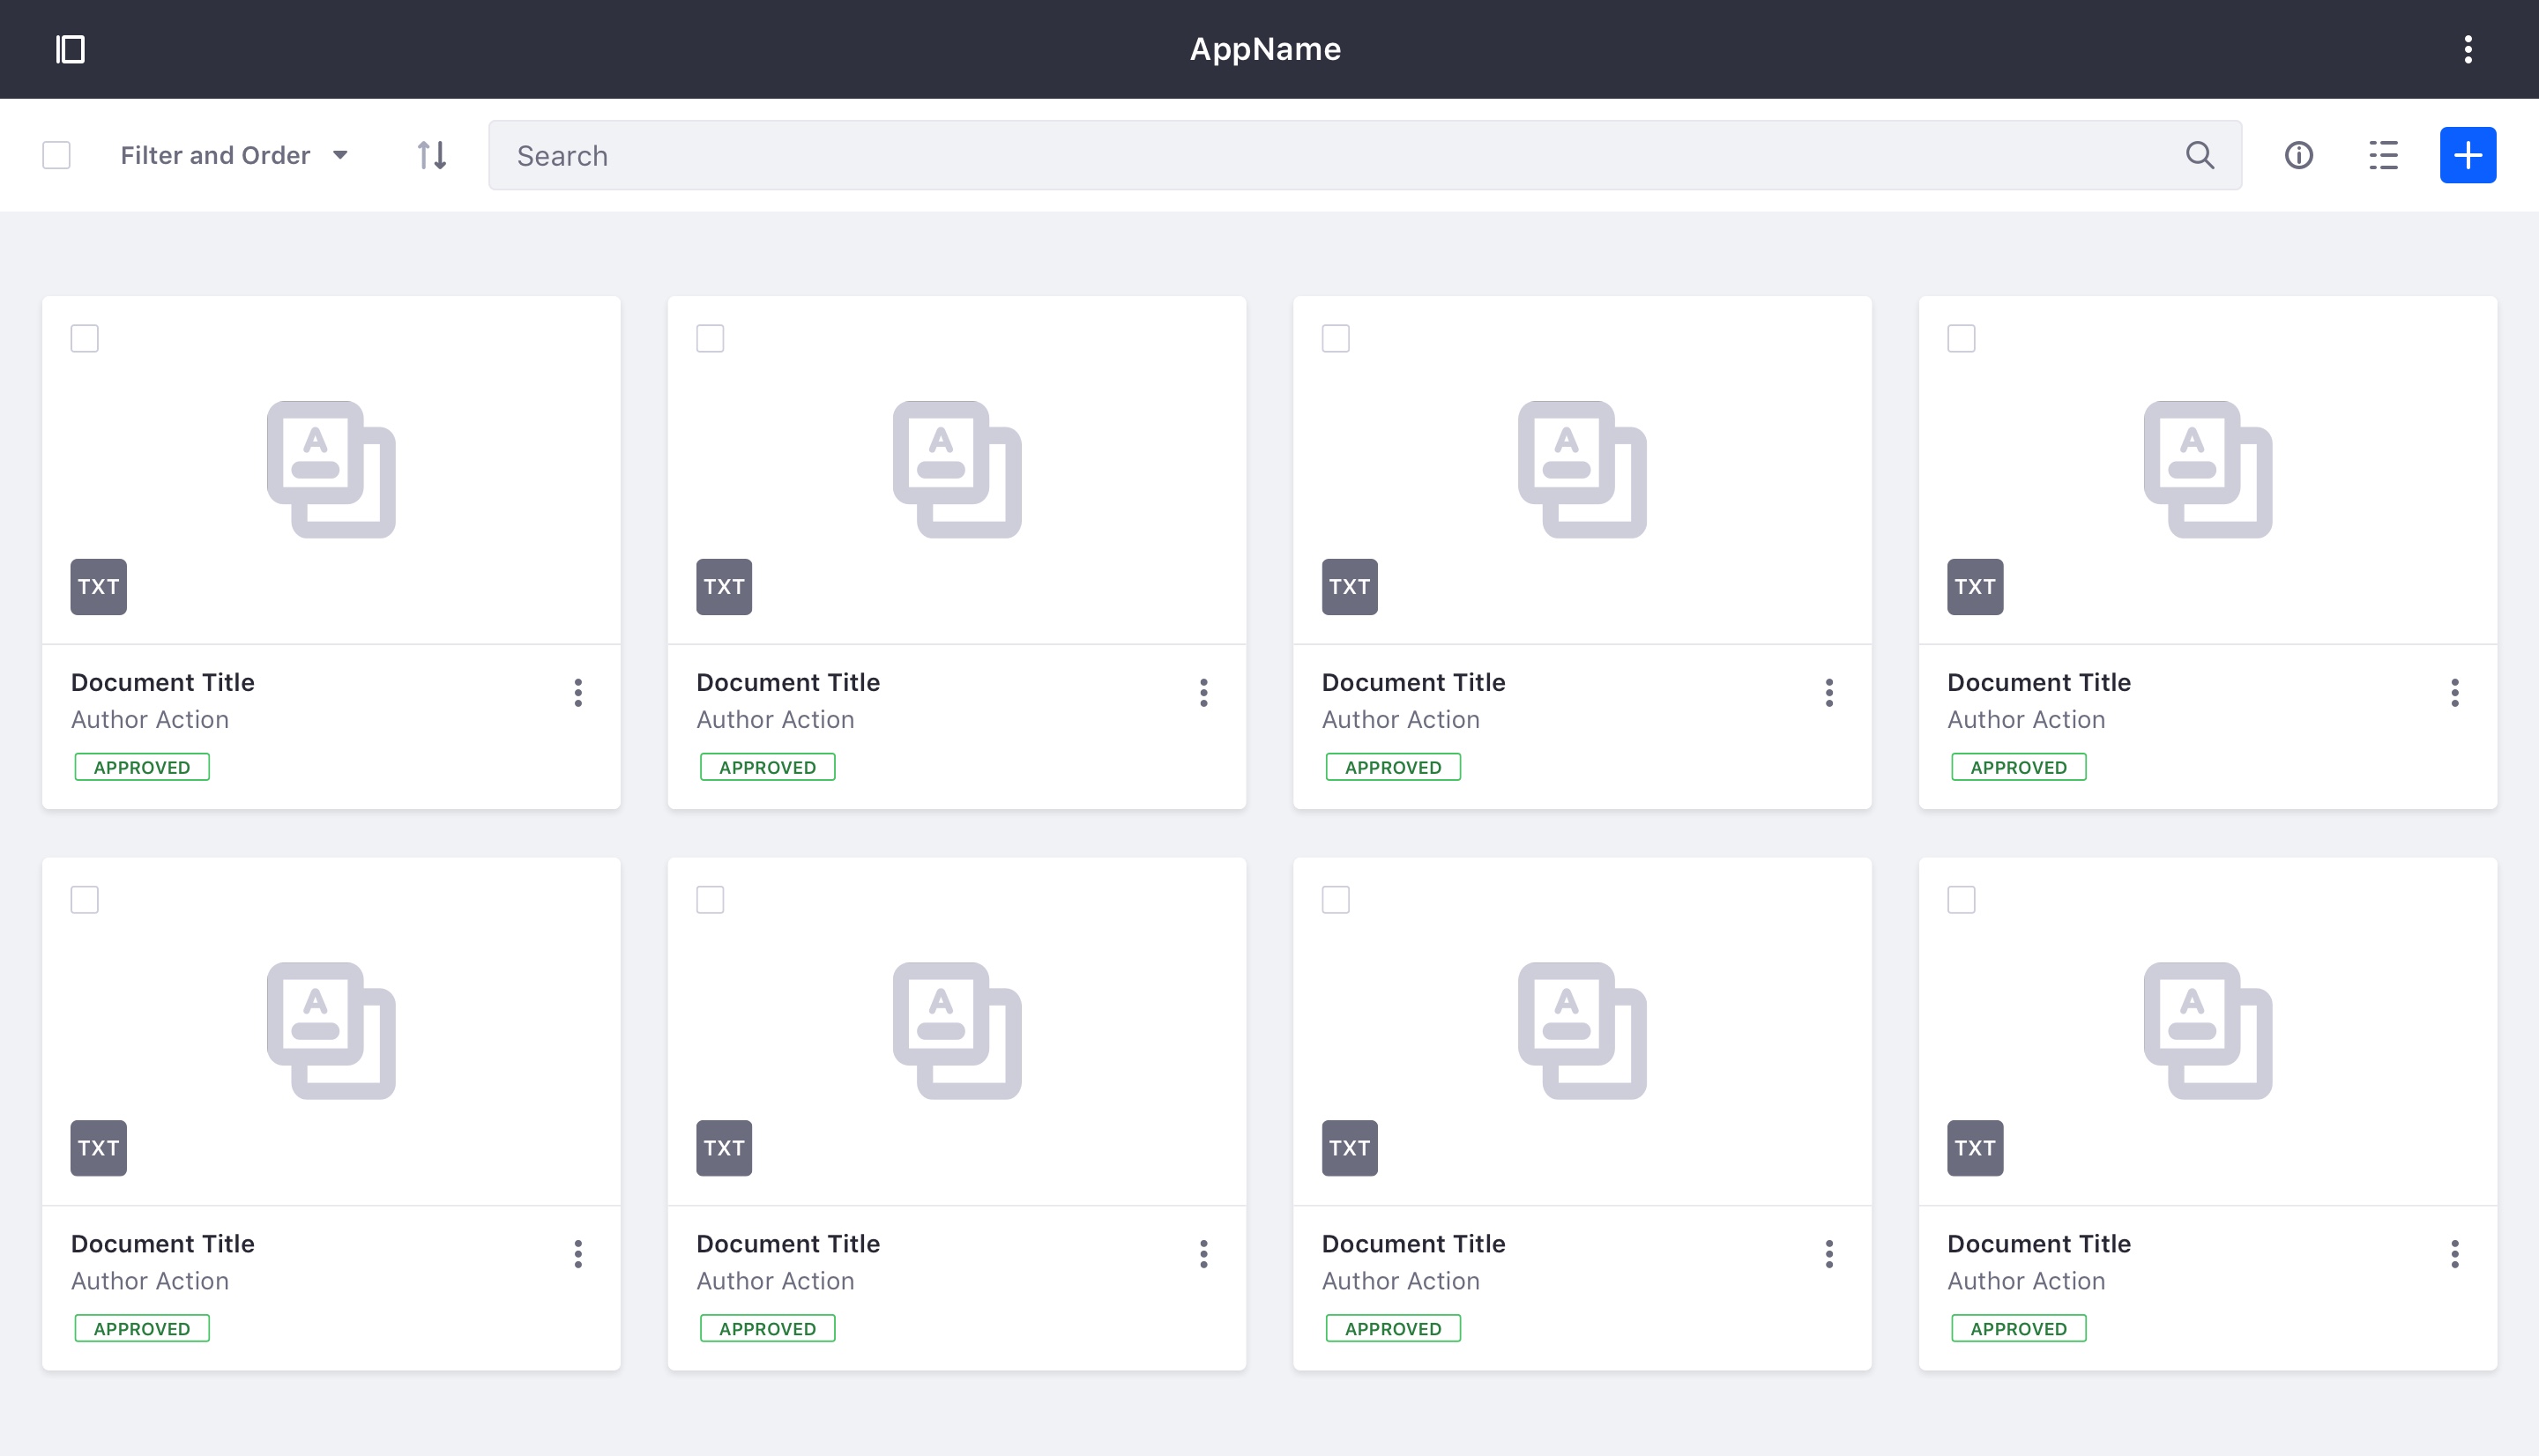 AppName
Filter and Order
Search
A
A
A
A
TXT
TXT
TXT
TXT
Document Title
Document Title
Document Title
Document Title
Author Action
Author Action
Author Action
Author Action
APPROVED
APPROVED
APPROVED
APPROVED
A
A
A
A
TXT
TXT
TXT
TXT
Document Title
Document Title
Document Title
Document Title
Author Action
Author Action
Author Action
Author Action
APPROVED
APPROVED
APPROVED
APPROVED